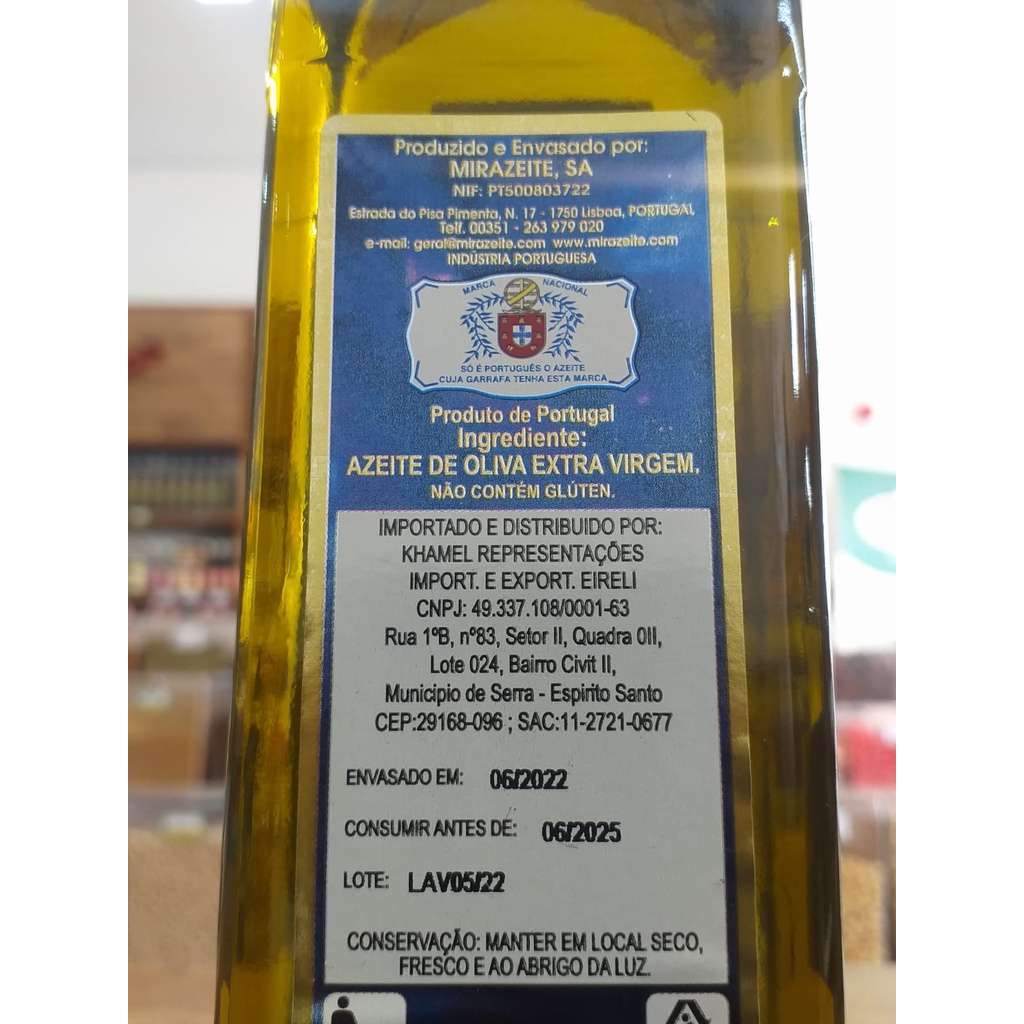 Produzido e Envasado por:
MIRAZEITE, SA
NIF: PT500803722
Estrada do Pisa Pimenta, N. 17 - 1750 Lisboa, PORTUGAL
Telf. 00351 - 263 979 020
e-mail: geral@mirazeite.com www.mirazeite.com
INDÚSTRIA PORTUGUESA
MARCA NACIONAL
SÓ É PORTUGUÊS O AZEITE
CUJA GARRAFA TENHA ESTA MARCA
Produto de Portugal
Ingrediente:
AZEITE DE OLIVA EXTRA VIRGEM.
NÃO CONTÉM GLÚTEN.
IMPORTADO E DISTRIBUIDO POR:
KHAMEL REPRESENTAÇÕES
IMPORT. E EXPORT. EIRELI
CNPJ: 49.337.108/0001-63
Rua 1ºB, nº83, Setor II, Quadra 0II,
Lote 024, Bairro Civit II,
Municipio de Serra - Espirito Santo
CEP:29168-096 ; SAC:11-2721-0677
ENVASADO EM: 06/2022
CONSUMIR ANTES DE: 06/2025
LOTE: LAV05/22
CONSERVAÇÃO: MANTER EM LOCAL SECO,
FRESCO E AO ABRIGO DA LUZ.